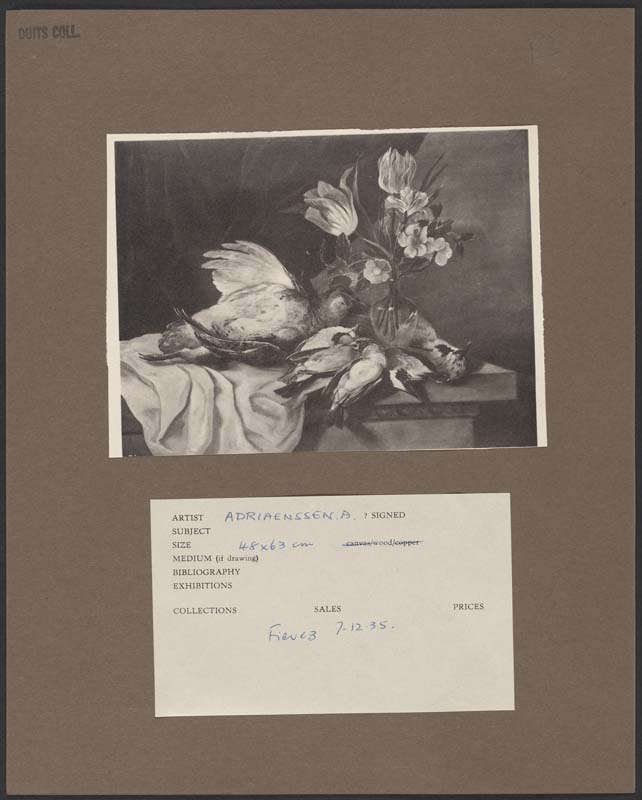 DUITS COLL.
ARTIST ADRIAENSSEN. A. ? SIGNED
SUBJECT
SIZE 48 x 63 cm canvas/wood/copper
MEDIUM (if drawing)
BIBLIOGRAPHY
EXHIBITIONS
COLLECTIONS SALES PRICES
Fievez 7-12-35.